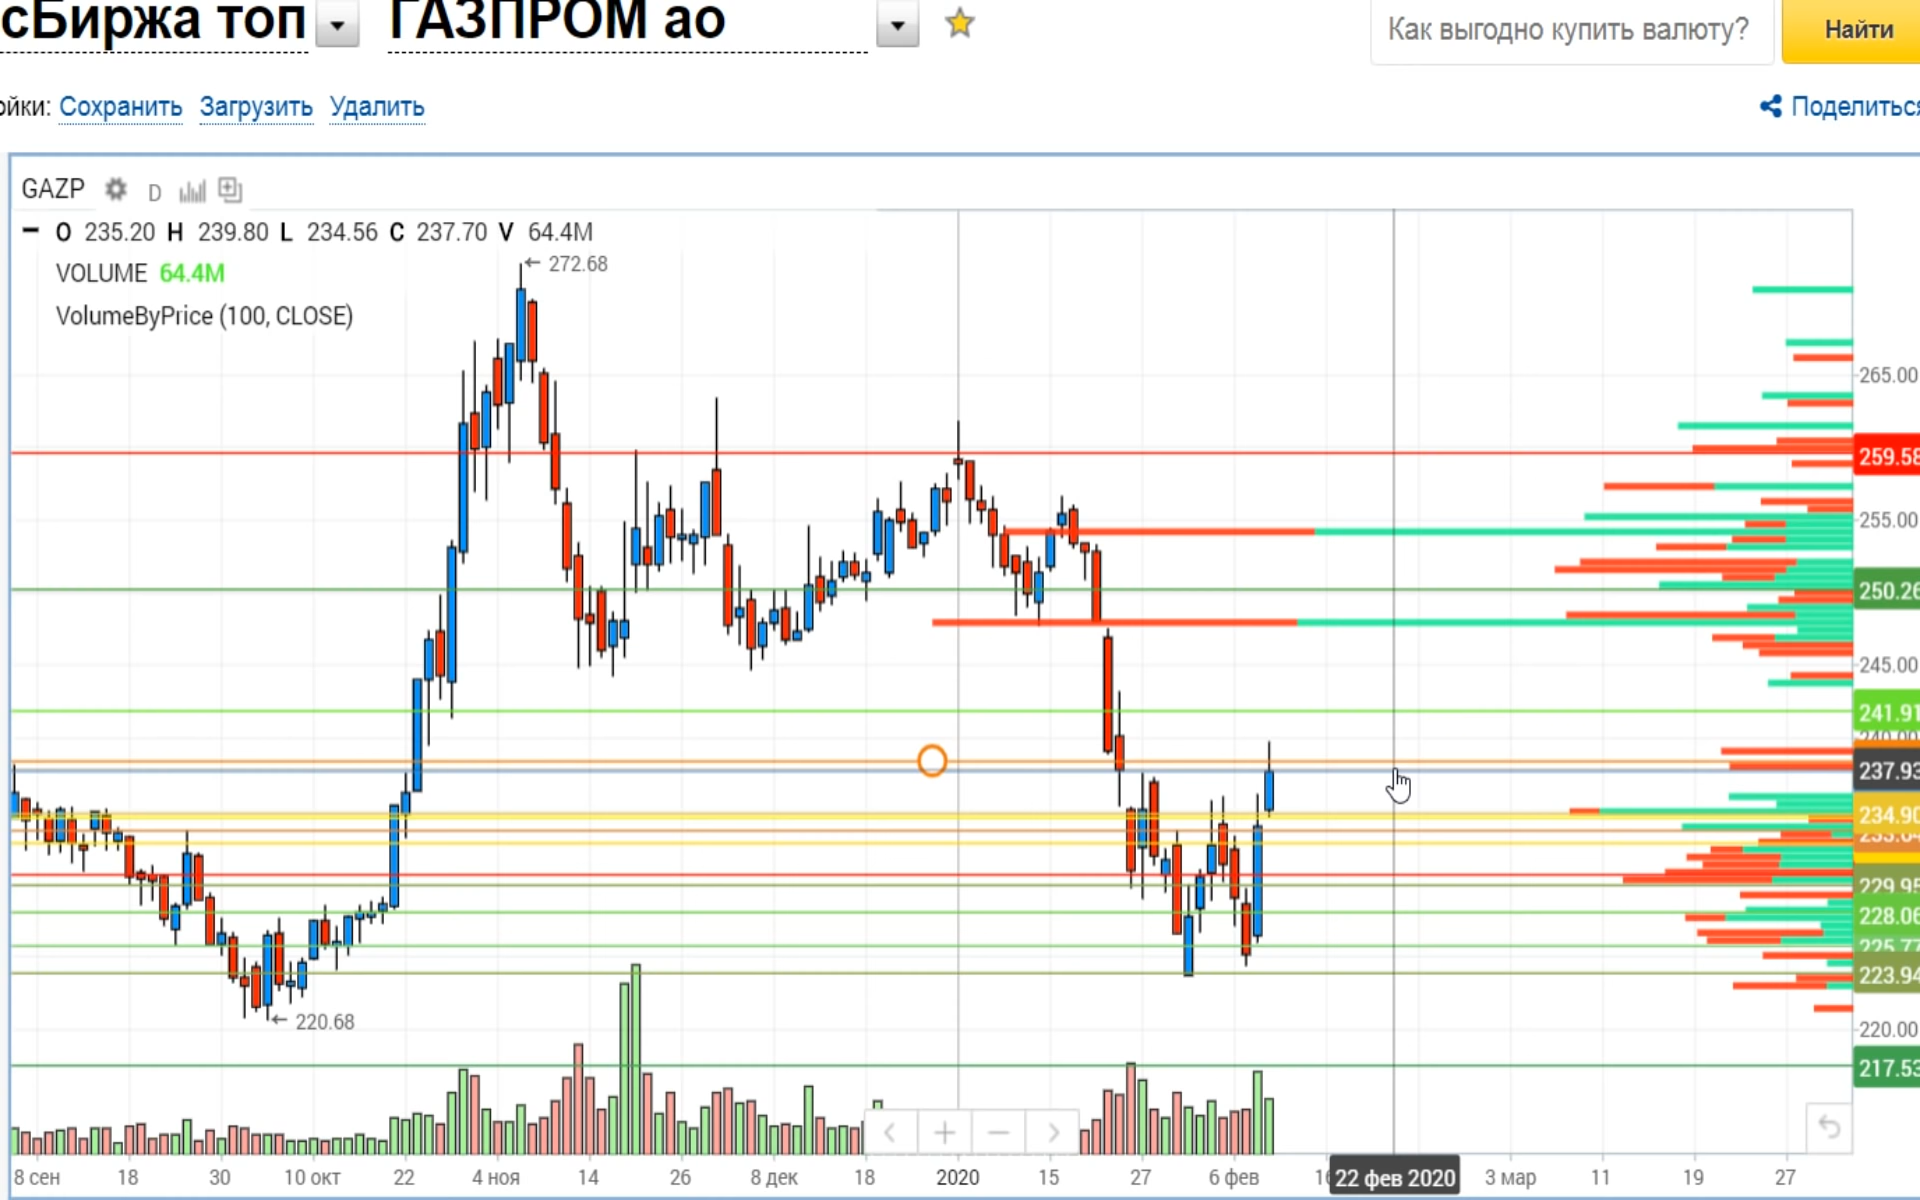 сБиржа топ ГАЗПРОМ ао
Как выгодно купить валюту? Найти
ойки: Сохранить Загрузить Удалить
Поделиться
GAZP D
O 235.20 H 239.80 L 234.56 C 237.70 V 64.4M
VOLUME 64.4M
VolumeByPrice (100, CLOSE)
272.68
265.00
259.58
255.00
250.26
245.00
241.91
240.00
237.93
234.90
229.95
228.06
225.77
223.94
220.68
220.00
217.53
8 сен 18 30 10 окт 22 4 ноя 14 26 8 дек 18 2020 15 27 6 фев 22 фев 2020 3 мар 11 19 27